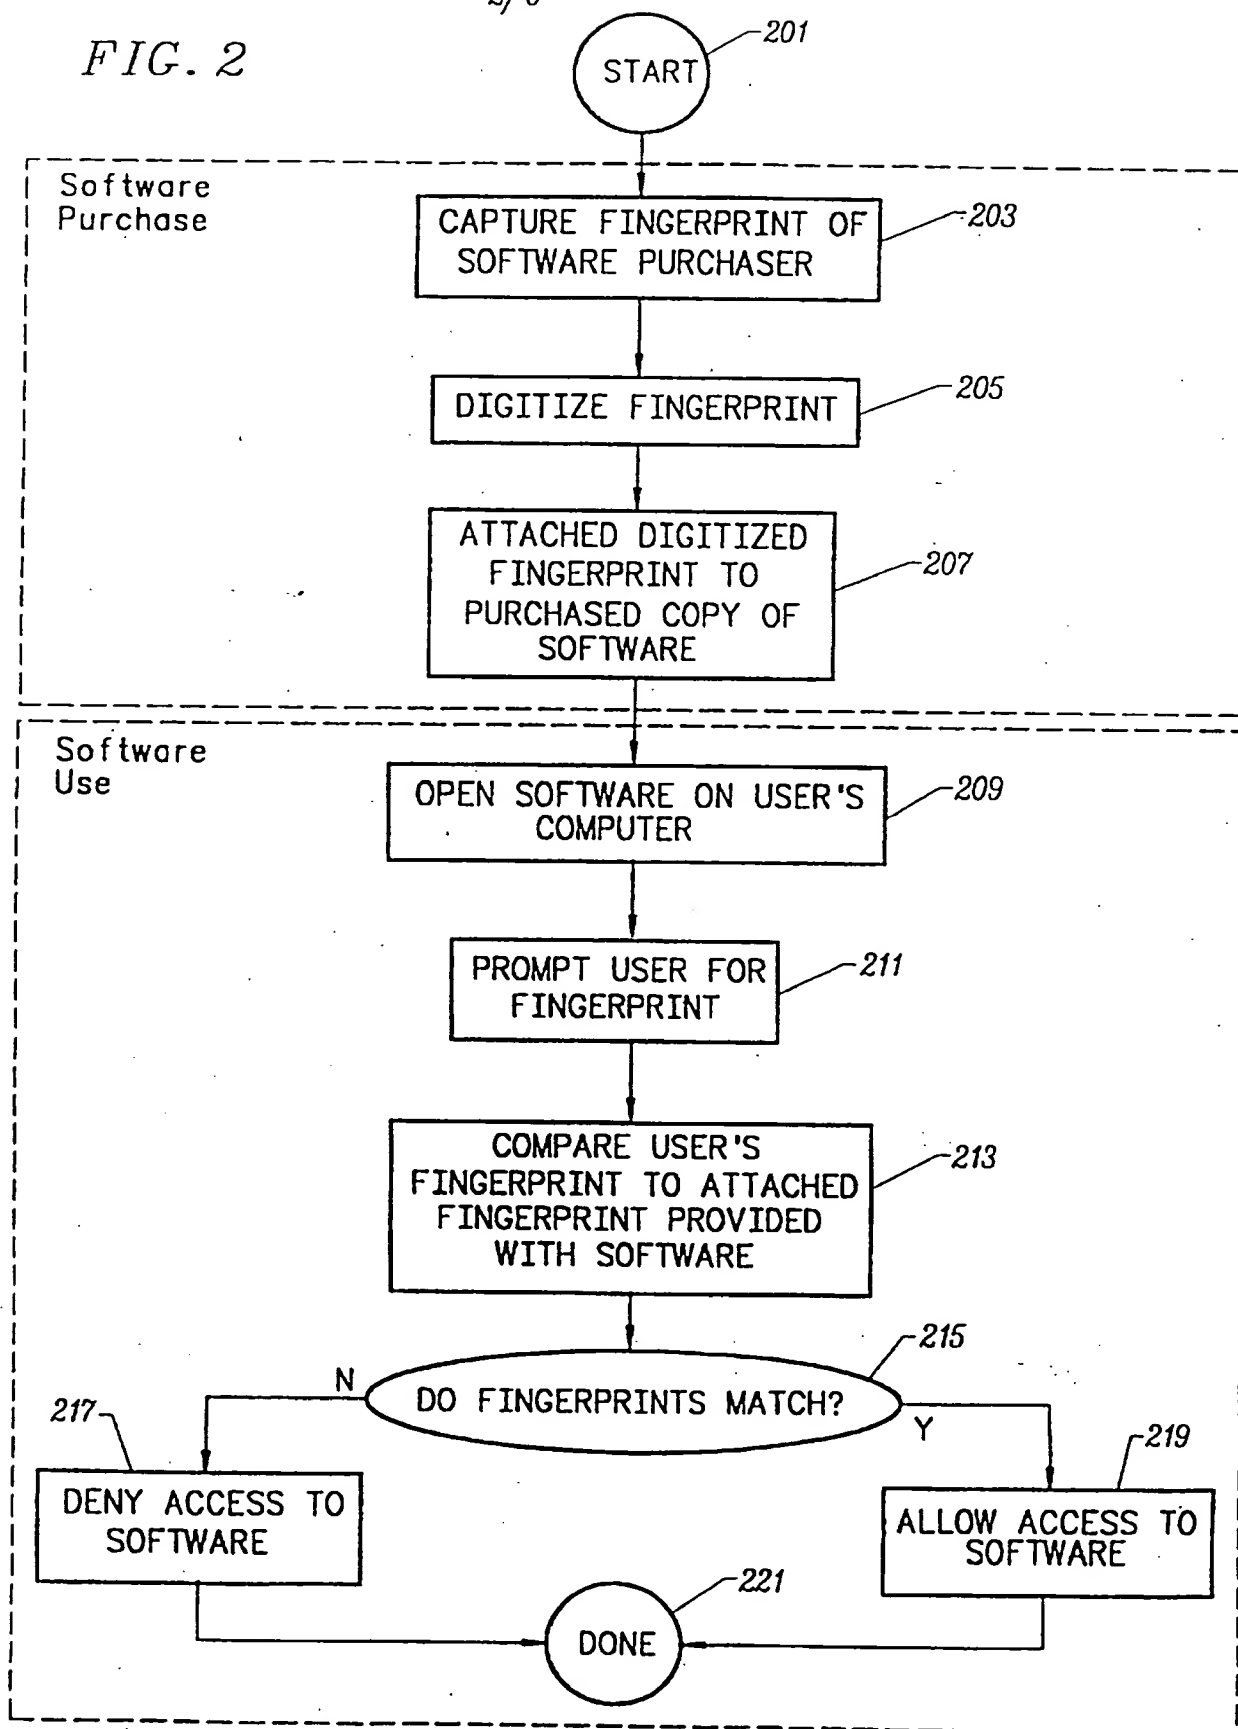 FIG. 2
START
201
Software
Purchase
CAPTURE FINGERPRINT OF
SOFTWARE PURCHASER
203
DIGITIZE FINGERPRINT
205
ATTACHED DIGITIZED
FINGERPRINT TO
PURCHASED COPY OF
SOFTWARE
207
Software
Use
OPEN SOFTWARE ON USER'S
COMPUTER
209
PROMPT USER FOR
FINGERPRINT
211
COMPARE USER'S
FINGERPRINT TO ATTACHED
FINGERPRINT PROVIDED
WITH SOFTWARE
213
215
N
DO FINGERPRINTS MATCH?
Y
217
DENY ACCESS TO
SOFTWARE
219
ALLOW ACCESS TO
SOFTWARE
221
DONE